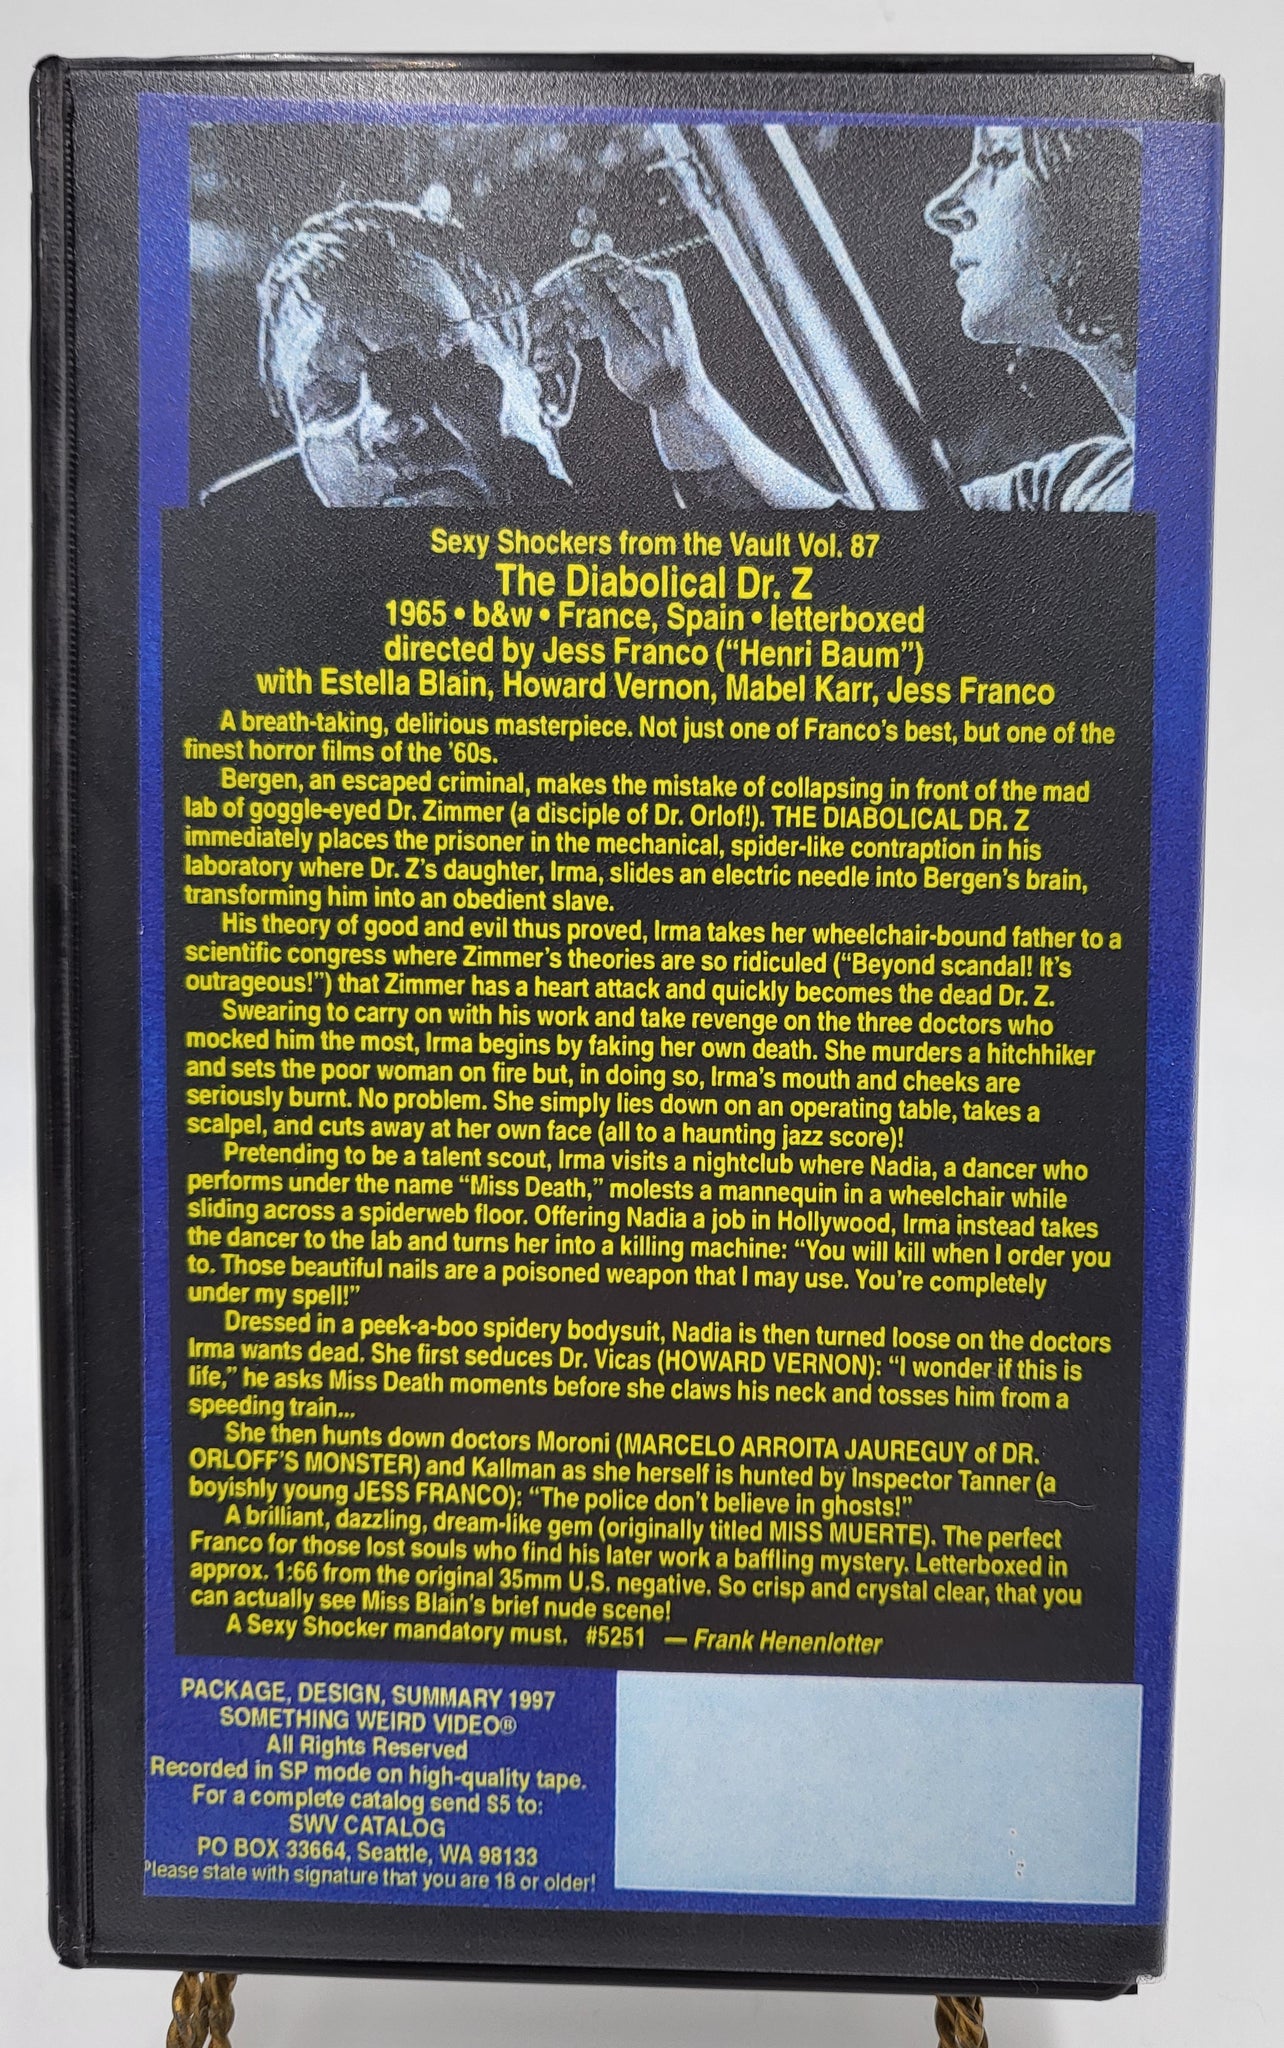 Sexy Shockers from the Vault Vol. 87
The Diabolical Dr. Z
1965 • b&w • France, Spain • letterboxed
directed by Jess Franco (“Henri Baum”)
with Estella Blain, Howard Vernon, Mabel Karr, Jess Franco
A breath-taking, delirious masterpiece. Not just one of Franco's best, but one of the
finest horror films of the '60s.
Bergen, an escaped criminal, makes the mistake of collapsing in front of the mad
lab of goggle-eyed Dr. Zimmer (a disciple of Dr. Orlof!). THE DIABOLICAL DR. Z
immediately places the prisoner in the mechanical, spider-like contraption in his
laboratory where Dr. Z's daughter, Irma, slides an electric needle into Bergen's brain,
transforming him into an obedient slave.
His theory of good and evil thus proved, Irma takes her wheelchair-bound father to a
scientific congress where Zimmer's theories are so ridiculed (“Beyond scandal! It's
outrageous!”) that Zimmer has a heart attack and quickly becomes the dead Dr. Z.
Swearing to carry on with his work and take revenge on the three doctors who
mocked him the most, Irma begins by faking her own death. She murders a hitchhiker
and sets the poor woman on fire but, in doing so, Irma's mouth and cheeks are
seriously burnt. No problem. She simply lies down on an operating table, takes a
scalpel, and cuts away at her own face (all to a haunting jazz score)!
Pretending to be a talent scout, Irma visits a nightclub where Nadia, a dancer who
performs under the name “Miss Death,” molests a mannequin in a wheelchair while
sliding across a spiderweb floor. Offering Nadia a job in Hollywood, Irma instead takes
the dancer to the lab and turns her into a killing machine: “You will kill when I order you
to. Those beautiful nails are a poisoned weapon that I may use. You're completely
under my spell!”
Dressed in a peek-a-boo spidery bodysuit, Nadia is then turned loose on the doctors
Irma wants dead. She first seduces Dr. Vicas (HOWARD VERNON): “I wonder if this is
life,” he asks Miss Death moments before she claws his neck and tosses him from a
speeding train...
She then hunts down doctors Moroni (MARCELO ARROITA JAUREGUY of DR.
ORLOFF'S MONSTER) and Kallman as she herself is hunted by Inspector Tanner (a
boyishly young JESS FRANCO): “The police don't believe in ghosts!”
A brilliant, dazzling, dream-like gem (originally titled MISS MUERTE). The perfect
Franco for those lost souls who find his later work a baffling mystery. Letterboxed in
approx. 1:66 from the original 35mm U.S. negative. So crisp and crystal clear, that you
can actually see Miss Blain's brief nude scene!
A Sexy Shocker mandatory must. #5251 — Frank Henenlotter
PACKAGE, DESIGN, SUMMARY 1997
SOMETHING WEIRD VIDEO®
All Rights Reserved
Recorded in SP mode on high-quality tape.
For a complete catalog send $5 to:
SWV CATALOG
PO BOX 33664, Seattle, WA 98133
Please state with signature that you are 18 or older!